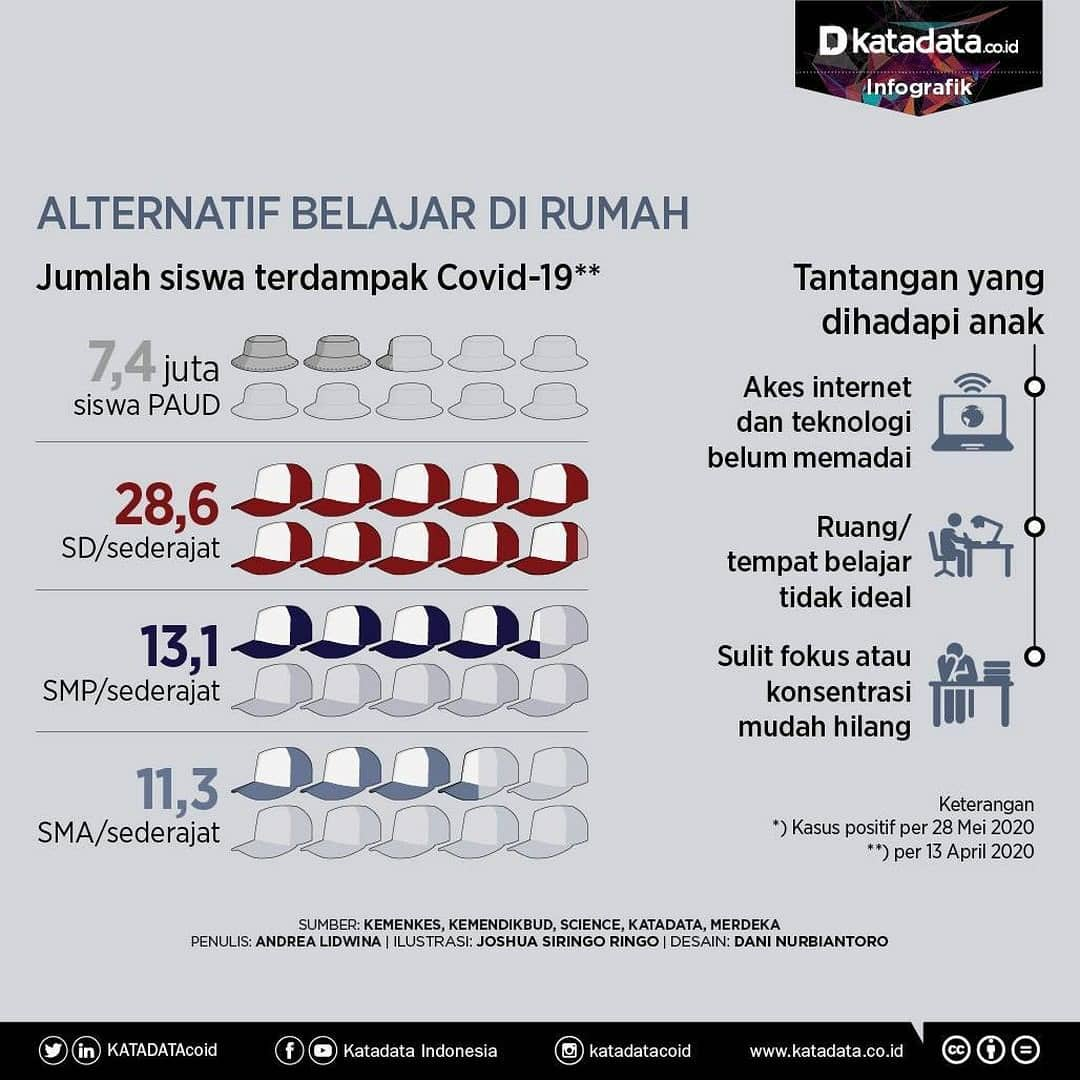 katadata.co.id
Infografik
ALTERNATIF BELAJAR DI RUMAH
Jumlah siswa terdampak Covid-19**
7,4 juta
siswa PAUD
28,6
SD/sederajat
13,1
SMP/sederajat
11,3
SMA/sederajat
Tantangan yang
dihadapi anak
Akes internet
dan teknologi
belum memadai
Ruang/
tempat belajar
tidak ideal
Sulit fokus atau
konsentrasi
mudah hilang
Keterangan
*) Kasus positif per 28 Mei 2020
**) per 13 April 2020
SUMBER: KEMENKES, KEMENDIKBUD, SCIENCE, KATADATA, MERDEKA
PENULIS: ANDREA LIDWINA | ILUSTRASI: JOSHUA SIRINGO RINGO | DESAIN: DANI NURBIANTORO
KATADATAcoid
Katadata Indonesia
katadatacoid
www.katadata.co.id